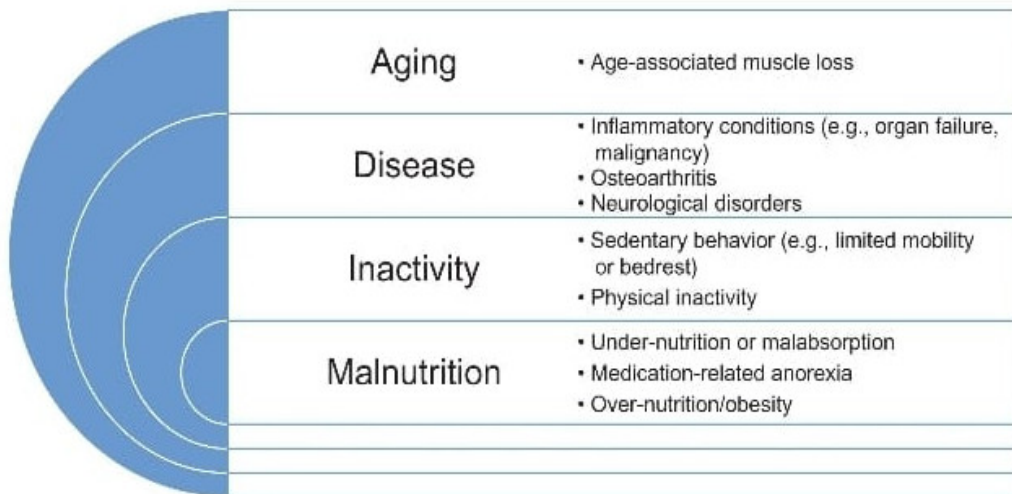 Aging
• Age-associated muscle loss
Disease
• Inflammatory conditions (e.g., organ failure,
malignancy)
• Osteoarthritis
• Neurological disorders
Inactivity
• Sedentary behavior (e.g., limited mobility
or bedrest)
• Physical inactivity
Malnutrition
• Under-nutrition or malabsorption
• Medication-related anorexia
• Over-nutrition/obesity